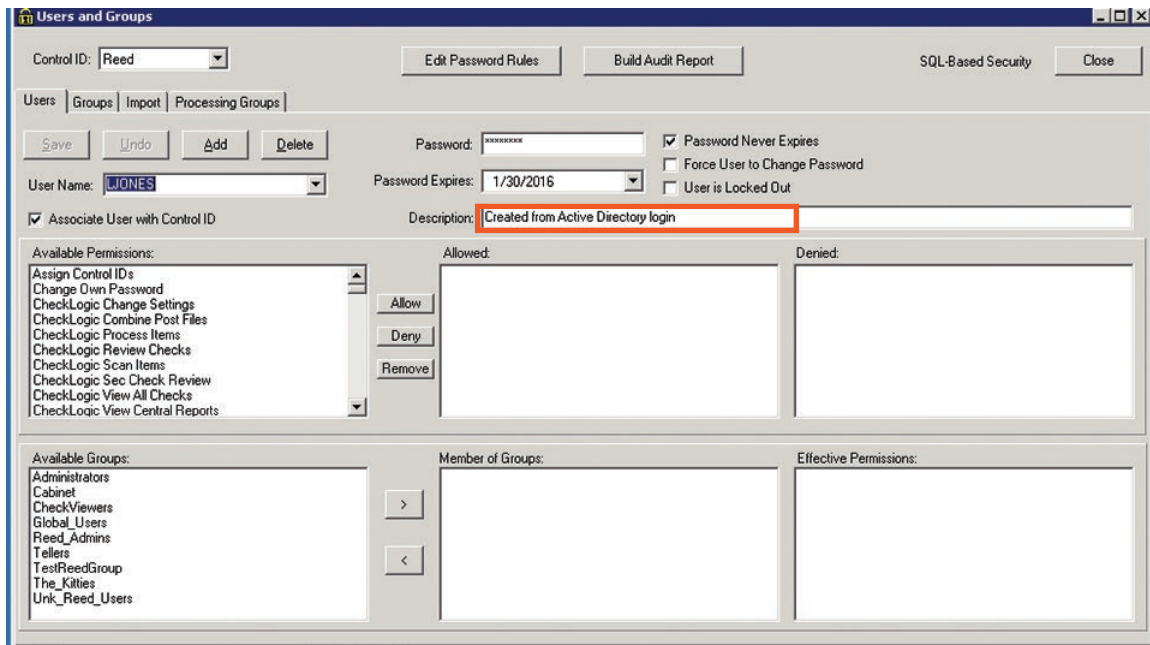 Users and Groups
Control ID: Reed
Edit Password Rules
Build Audit Report
SQL-Based Security
Close
Users
Groups
Import
Processing Groups
Save
Undo
Add
Delete
Password: ********
Password Never Expires
Force User to Change Password
User Name: LJONES
Password Expires: 1/30/2016
User is Locked Out
Associate User with Control ID
Description: Created from Active Directory login
Available Permissions:
Allowed:
Denied:
Assign Control IDs
Change Own Password
CheckLogic Change Settings
CheckLogic Combine Post Files
CheckLogic Process Items
CheckLogic Review Checks
CheckLogic Scan Items
CheckLogic Sec Check Review
CheckLogic View All Checks
CheckLogic View Central Reports
Allow
Deny
Remove
Available Groups:
Member of Groups:
Effective Permissions:
Administrators
Cabinet
CheckViewers
Global_Users
Reed_Admins
Tellers
TestReedGroup
The_Kitties
Unk_Reed_Users
>
<